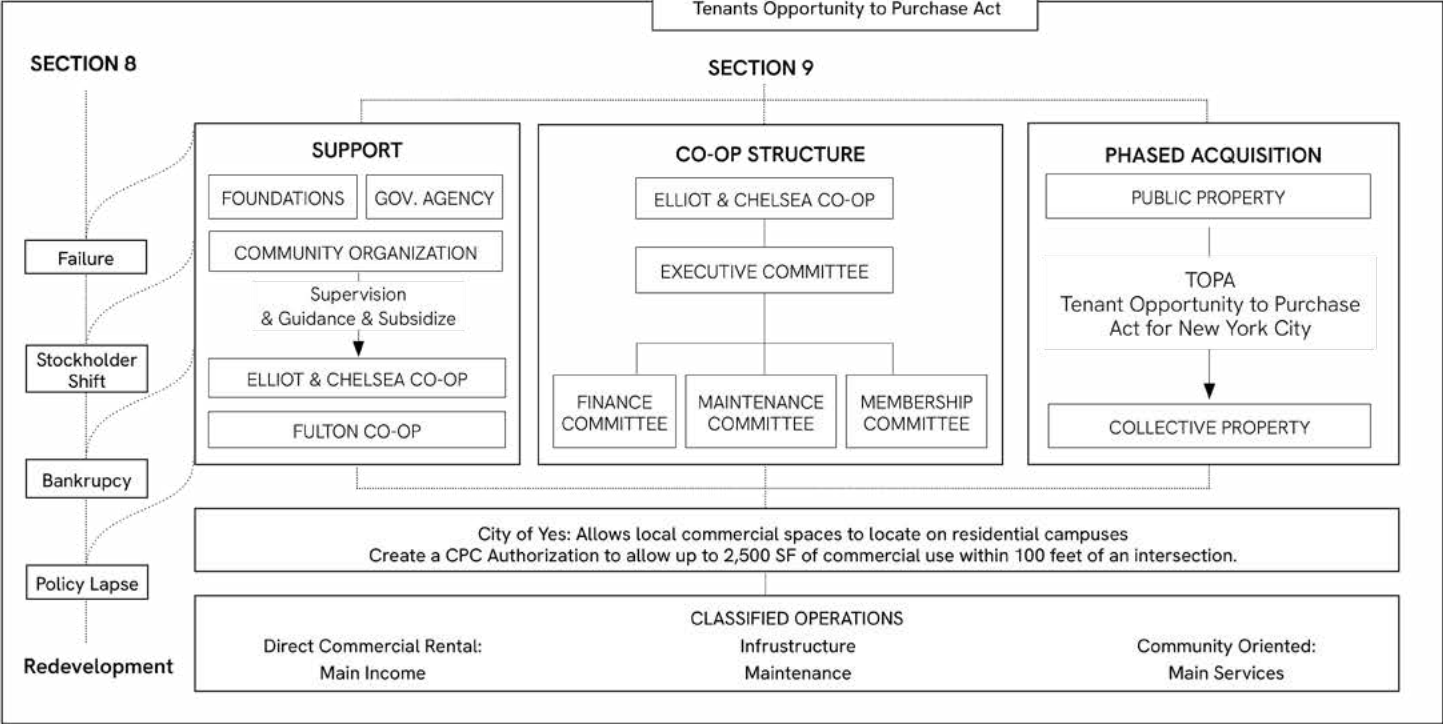 Tenants Opportunity to Purchase Act
SECTION 8
Failure
Stockholder
Shift
Bankrupcy
Policy Lapse
Redevelopment
SECTION 9
SUPPORT
FOUNDATIONS
GOV. AGENCY
COMMUNITY ORGANIZATION
Supervision
& Guidance & Subsidize
ELLIOT & CHELSEA CO-OP
FULTON CO-OP
CO-OP STRUCTURE
ELLIOT & CHELSEA CO-OP
EXECUTIVE COMMITTEE
FINANCE
COMMITTEE
MAINTENANCE
COMMITTEE
MEMBERSHIP
COMMITTEE
PHASED ACQUISITION
PUBLIC PROPERTY
TOPA
Tenant Opportunity to Purchase
Act for New York City
COLLECTIVE PROPERTY
City of Yes: Allows local commercial spaces to locate on residential campuses
Create a CPC Authorization to allow up to 2,500 SF of commercial use within 100 feet of an intersection.
CLASSIFIED OPERATIONS
Direct Commercial Rental:
Main Income
Infrastructure
Maintenance
Community Oriented:
Main Services